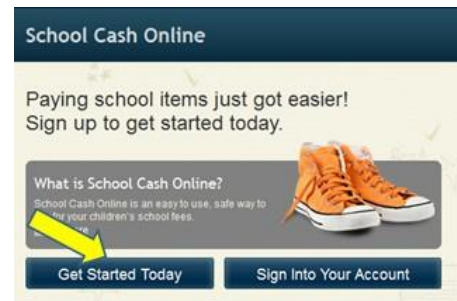 School Cash Online
Paying school items just got easier!
Sign up to get started today.
What is School Cash Online?
School Cash Online is an easy to use, safe way to
for your children's school fees.
Get Started Today
Sign Into Your Account